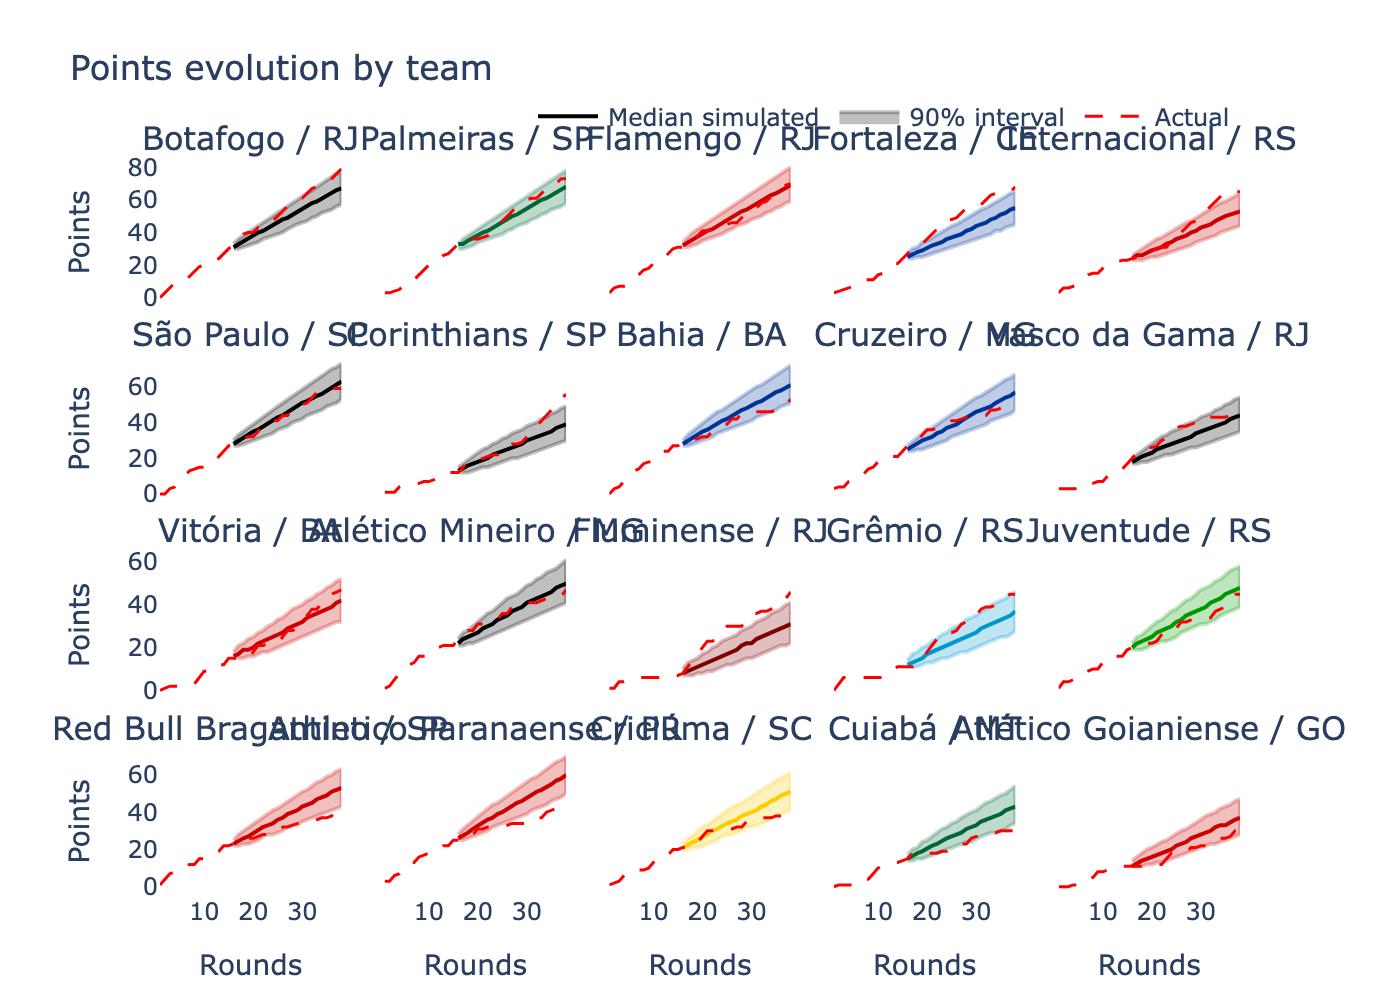 Points evolution by team
Median simulated 90% interval Actual
Botafogo / RJ Palmeiras / SP Flamengo / RJ Fortaleza / CE Internacional / RS
80
60
40
20
0
Points
São Paulo / SP Corinthians / SP Bahia / BA Cruzeiro / MG Vasco da Gama / RJ
60
40
20
0
Points
Vitória / BA Atlético Mineiro / MG Fluminense / RJ Grêmio / RS Juventude / RS
60
40
20
0
Points
Red Bull Bragantino / SP Athletico Paranaense / PR Criciúma / SC Cuiabá / MT Atlético Goianiense / GO
60
40
20
0
Points
10 20 30 10 20 30 10 20 30 10 20 30 10 20 30
Rounds Rounds Rounds Rounds Rounds